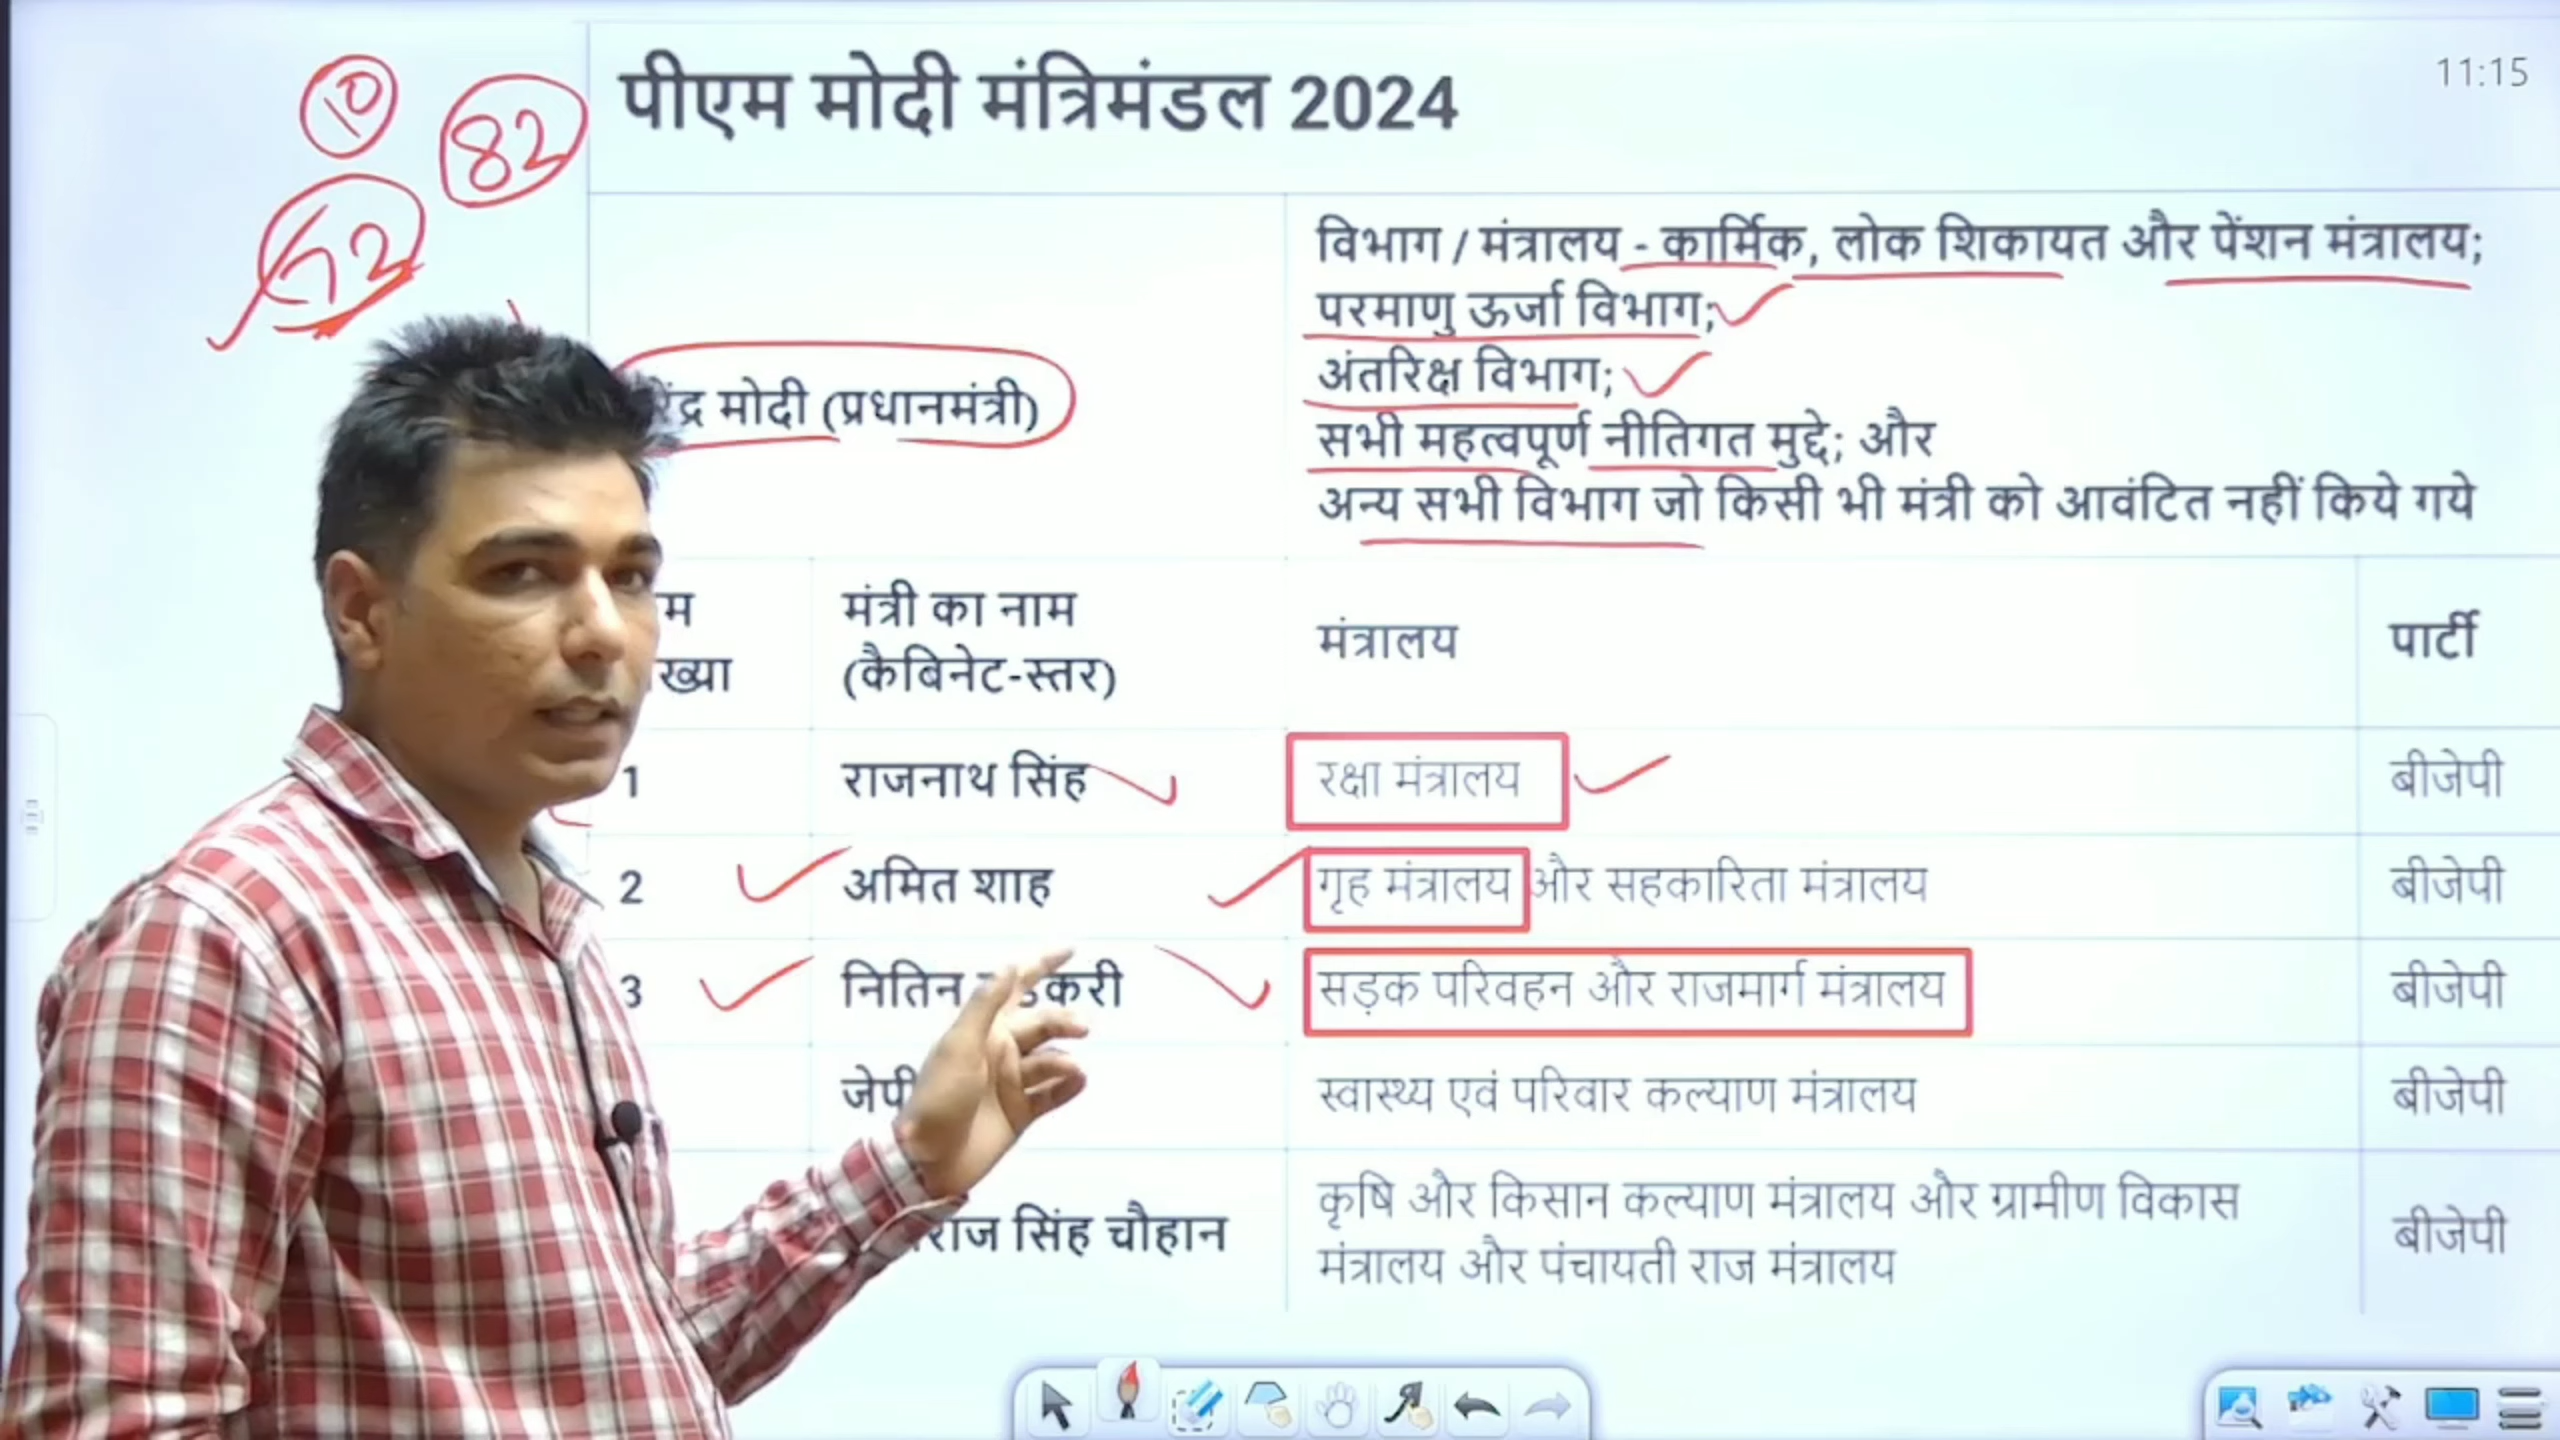 पीएम मोदी मंत्रिमंडल 2024
11:15
10
82
72
विभाग / मंत्रालय - कार्मिक, लोक शिकायत और पेंशन मंत्रालय;
परमाणु ऊर्जा विभाग;
अंतरिक्ष विभाग;
मोदी (प्रधानमंत्री)
सभी महत्वपूर्ण नीतिगत मुद्दे; और
अन्य सभी विभाग जो किसी भी मंत्री को आवंटित नहीं किये गये
मंत्री का नाम
(कैबिनेट-स्तर)
मंत्रालय
पार्टी
1 राजनाथ सिंह रक्षा मंत्रालय बीजेपी
2 अमित शाह गृह मंत्रालय और सहकारिता मंत्रालय बीजेपी
3 नितिन सड़क परिवहन और राजमार्ग मंत्रालय बीजेपी
स्वास्थ्य एवं परिवार कल्याण मंत्रालय बीजेपी
सिंह चौहान कृषि और किसान कल्याण मंत्रालय और ग्रामीण विकास
मंत्रालय और पंचायती राज मंत्रालय बीजेपी